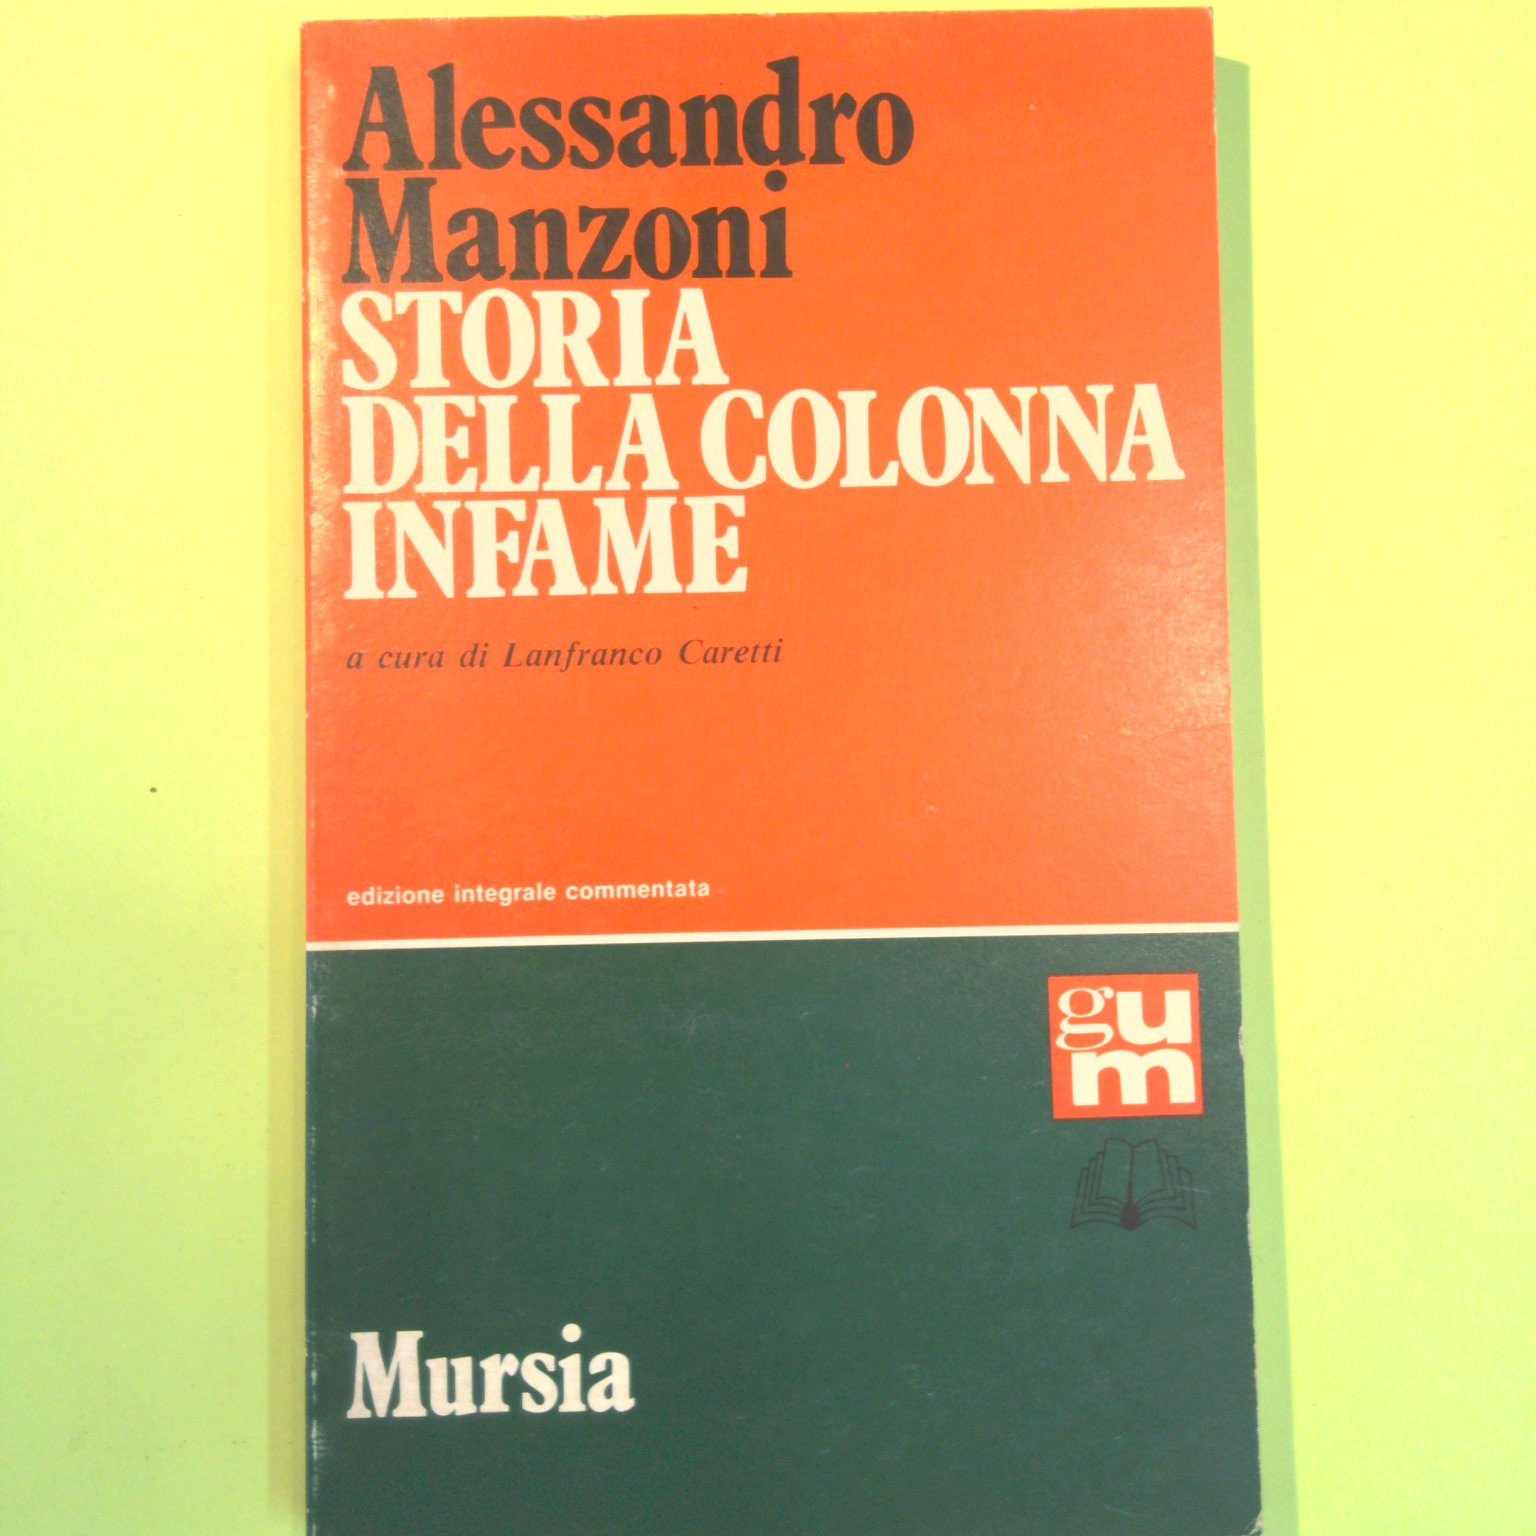 Alessandro
Manzoni
STORIA
DELLA COLONNA
INFAME
a cura di Lanfranco Caretti
edizione integrale commentata
gu
m
Mursia